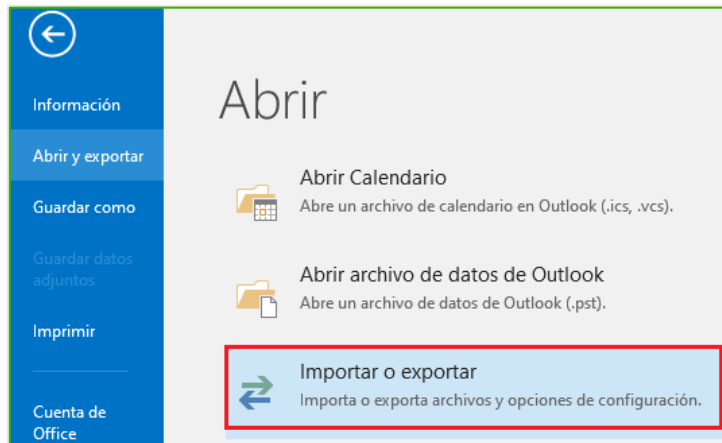 Información
Abrir y exportar
Guardar como
Guardar datos
adjuntos
Imprimir
Cuenta de
Office
Abrir
Abrir Calendario
Abre un archivo de calendario en Outlook (.ics, .vcs).
Abrir archivo de datos de Outlook
Abre un archivo de datos de Outlook (.pst).
Importar o exportar
Importa o exporta archivos y opciones de configuración.